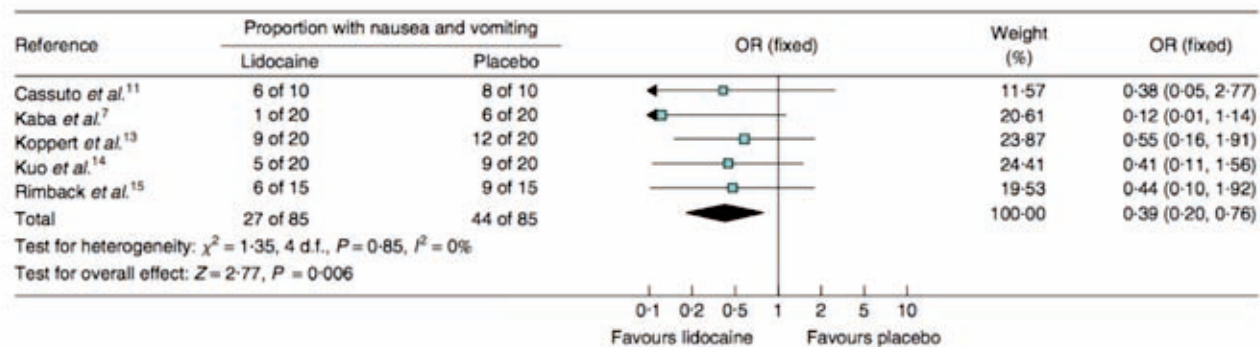 Reference Proportion with nausea and vomiting OR (fixed) Weight (%) OR (fixed)
Lidocaine Placebo
Cassuto et al.11 6 of 10 8 of 10 11·57 0·38 (0·05, 2·77)
Kaba et al.7 1 of 20 6 of 20 20·61 0·12 (0·01, 1·14)
Koppert et al.13 9 of 20 12 of 20 23·87 0·55 (0·16, 1·91)
Kuo et al.14 5 of 20 9 of 20 24·41 0·41 (0·11, 1·56)
Rimback et al.15 6 of 15 9 of 15 19·53 0·44 (0·10, 1·92)
Total 27 of 85 44 of 85 100·00 0·39 (0·20, 0·76)
Test for heterogeneity: χ² = 1·35, 4 d.f., P = 0·85, I² = 0%
Test for overall effect: Z = 2·77, P = 0·006
0·1 0·2 0·5 1 2 5 10
Favours lidocaine Favours placebo